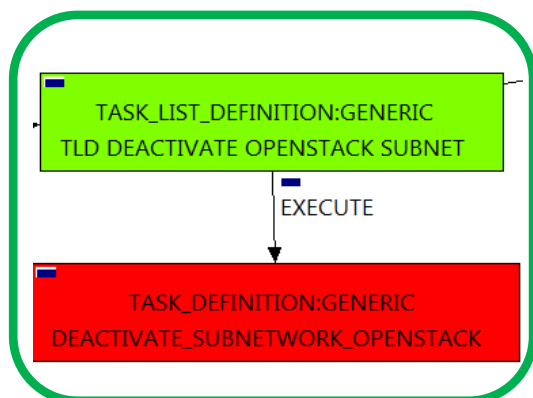 TASK_LIST_DEFINITION:GENERIC
TLD DEACTIVATE OPENSTACK SUBNET
EXECUTE
TASK_DEFINITION:GENERIC
DEACTIVATE_SUBNETWORK_OPENSTACK